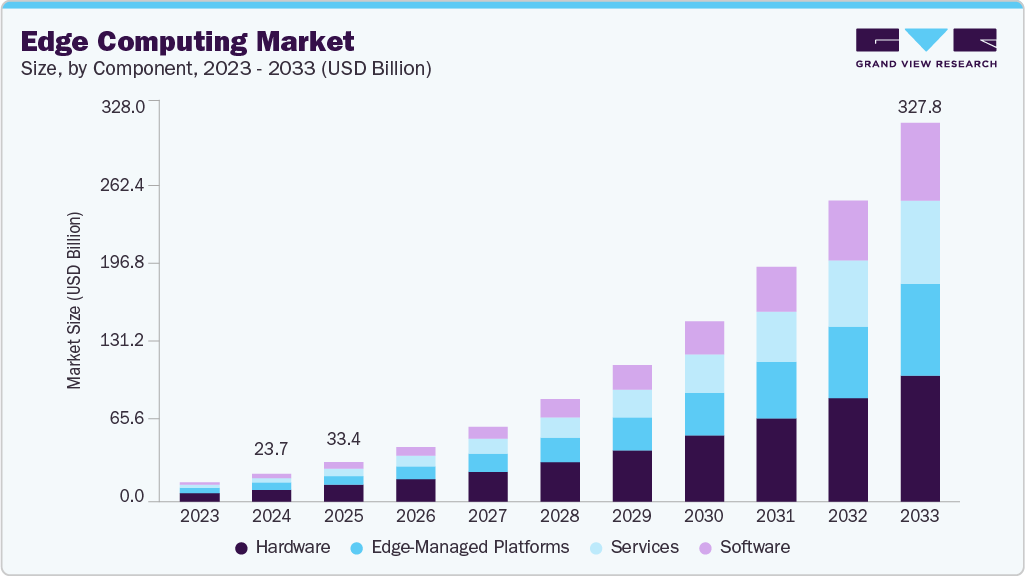 Edge Computing Market
Size, by Component, 2023 - 2033 (USD Billion)
GRAND VIEW RESEARCH
Market Size (USD Billion)
328.0
262.4
196.8
131.2
65.6
0.0
23.7
33.4
327.8
2023 2024 2025 2026 2027 2028 2029 2030 2031 2032 2033
Hardware Edge-Managed Platforms Services Software